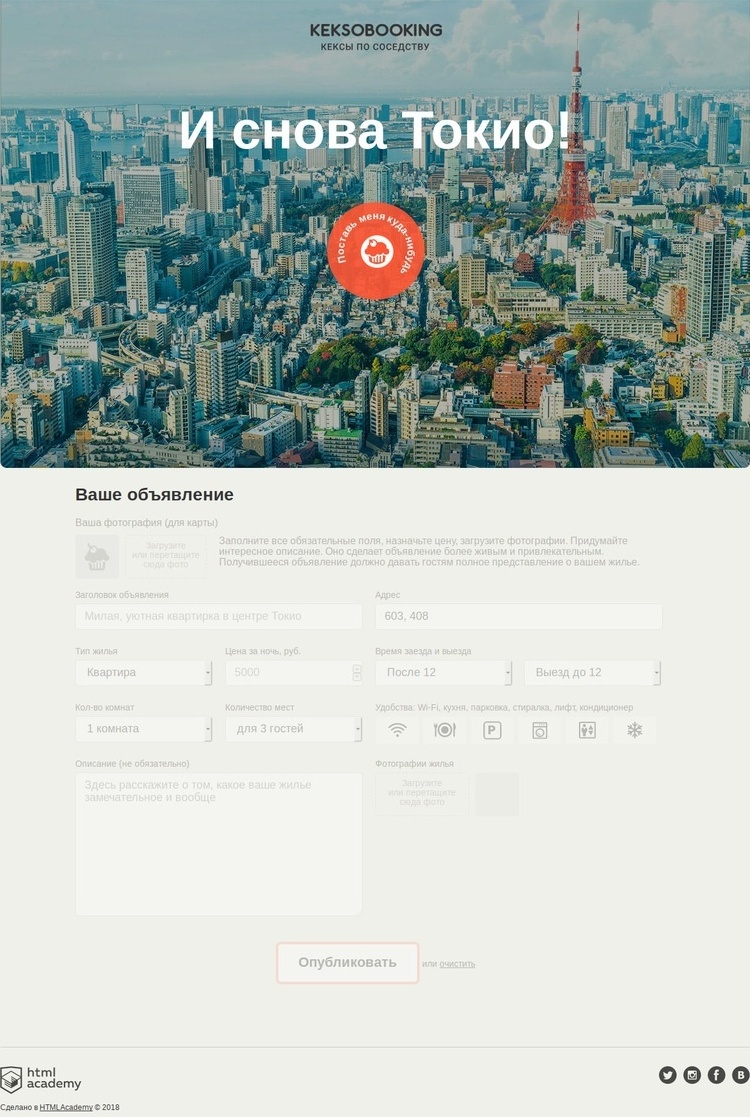 KEKSOBOOKING
КЕКСЫ ПО СОСЕДСТВУ
И снова Токио!
Поставь меня куда-нибудь
Ваше объявление
Ваша фотография (для карты)
Загрузите
или перетащите
сюда фото
Заполните все обязательные поля, назначьте цену, загрузите фотографии. Придумайте
интересное описание. Оно сделает объявление более живым и привлекательным.
Получившееся объявление должно давать гостям полное представление о вашем жилье.
Заголовок объявления
Адрес
Милая, уютная квартирка в центре Токио
603, 408
Тип жилья
Цена за ночь, руб.
Время заезда и выезда
Квартира
5000
После 12
Выезд до 12
Кол-во комнат
Количество мест
Удобства: Wi-Fi, кухня, парковка, стиралка, лифт, кондиционер
1 комната
для 3 гостей
P
Описание (не обязательно)
Фотографии жилья
Здесь расскажите о том, какое ваше жилье
замечательное и вообще
Загрузите
или перетащите
сюда фото
Опубликовать или очистить
html
academy
Сделано в HTMLAcademy © 2018